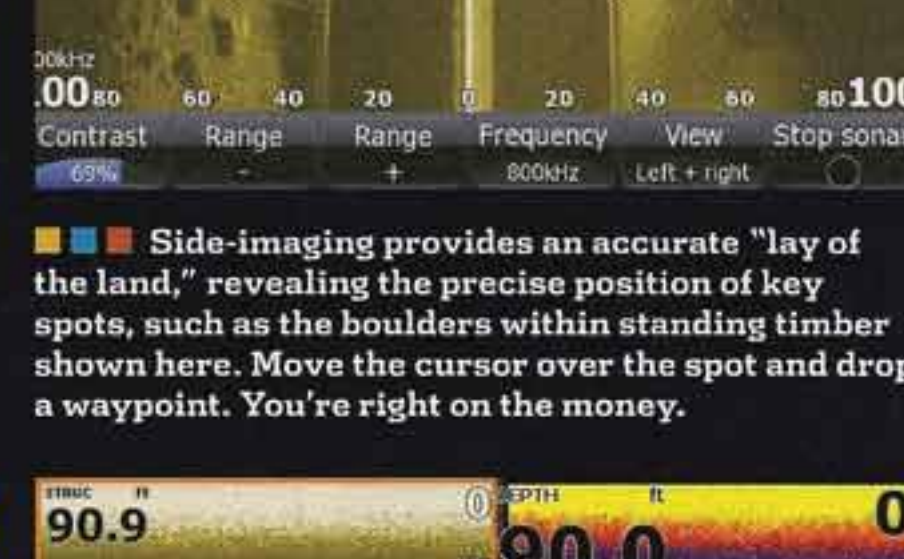 00kHz
.00 80 60 40 20 0 20 40 60 80 100
Contrast Range Range Frequency View Stop sonar
69% - + 800kHz Left + right
Side-imaging provides an accurate "lay of
the land," revealing the precise position of key
spots, such as the boulders within standing timber
shown here. Move the cursor over the spot and drop
a waypoint. You're right on the money.
STRUC ft EPTH ft
90.9 90.0 0